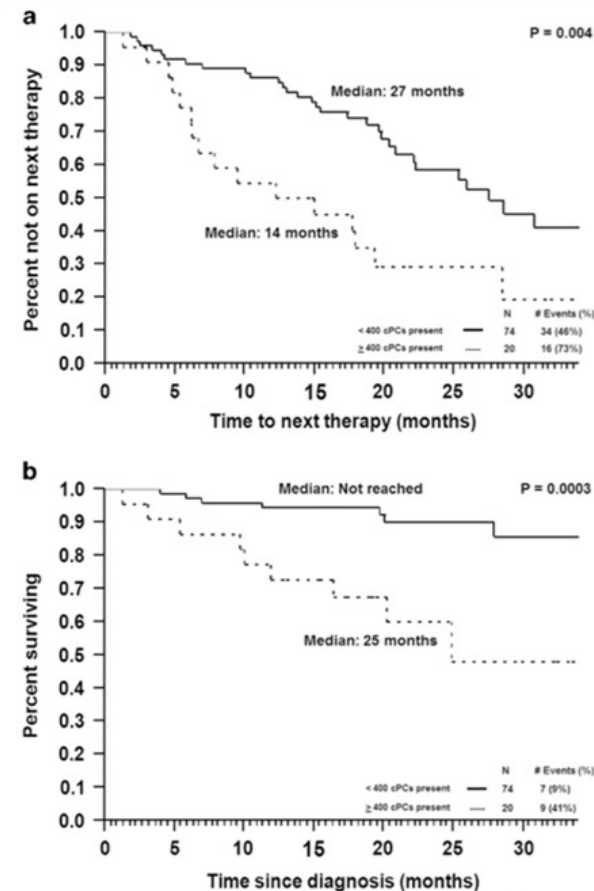 a
P = 0.004
Percent not on next therapy
1.0
0.9
0.8
0.7
0.6
0.5
0.4
0.3
0.2
0.1
0.0
Median: 27 months
Median: 14 months
N # Events (%)
<400 cPCs present 74 34 (46%)
≥400 cPCs present 20 16 (73%)
0 5 10 15 20 25 30
Time to next therapy (months)
b
Median: Not reached P = 0.0003
Percent surviving
1.0
0.9
0.8
0.7
0.6
0.5
0.4
0.3
0.2
0.1
0.0
Median: 25 months
N # Events (%)
<400 cPCs present 74 7 (9%)
≥400 cPCs present 20 9 (41%)
0 5 10 15 20 25 30
Time since diagnosis (months)